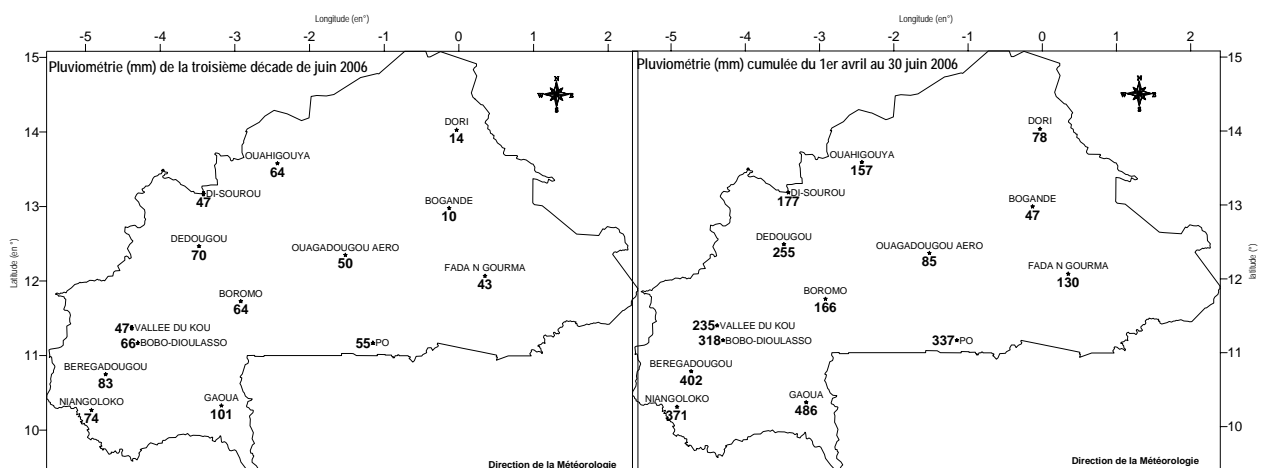 Longitude (en°)
-5 -4 -3 -2 -1 0 1 2
15
Pluviométrie (mm) de la troisième décade de juin 2006
N
W E
S
14
DORI
14
OUAHIGOUYA
64
DI-SOUROU
47
13
BOGANDE
10
DEDOUGOU
70
OUAGADOUGOU AERO
50
FADA N GOURMA
43
Latitude (en°)
12
BOROMO
64
47 VALLEE DU KOU
66 BOBO-DIOULASSO
55 PO
11
BEREGADOUGOU
83
NIANGOLOKO
74
GAOUA
101
10
Direction de la Météorologie
Longitude (en°)
-5 -4 -3 -2 -1 0 1 2
Pluviométrie (mm) cumulée du 1er avril au 30 juin 2006
15
N
W E
S
DORI
78
14
OUAHIGOUYA
157
DI-SOUROU
177
BOGANDE
47
13
DEDOUGOU
255
OUAGADOUGOU AERO
85
FADA N GOURMA
130
latitude (°)
12
BOROMO
166
235 VALLEE DU KOU
318 BOBO-DIOULASSO
337 PO
11
BEREGADOUGOU
402
NIANGOLOKO
371
GAOUA
486
10
Direction de la Météorologie